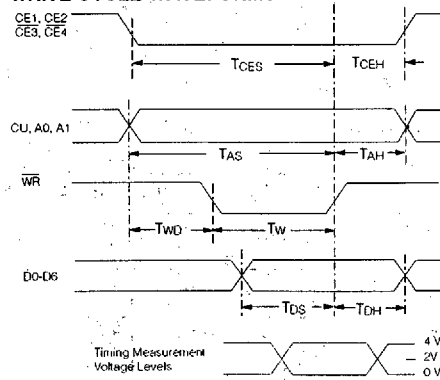 CE1, CE2
CE3, CE4
TCES
TCEH
CU, A0, A1
TAS
TAH
WR
TWD
TW
D0-D6
TDS
TDH
Timing Measurement
Voltage Levels
4 V
2V
0 V